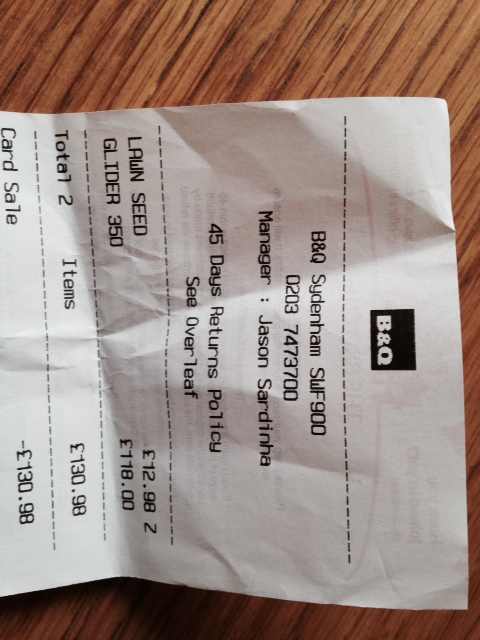 B&Q
B&Q Sydenham SWF900
0203 7473700
Manager : Jason Sardinha
45 Days Returns Policy
See Overleaf
LAWN SEED £12.98 2
GLIDER 350 £118.00
Total 2 Items £130.98
Card Sale -£130.98